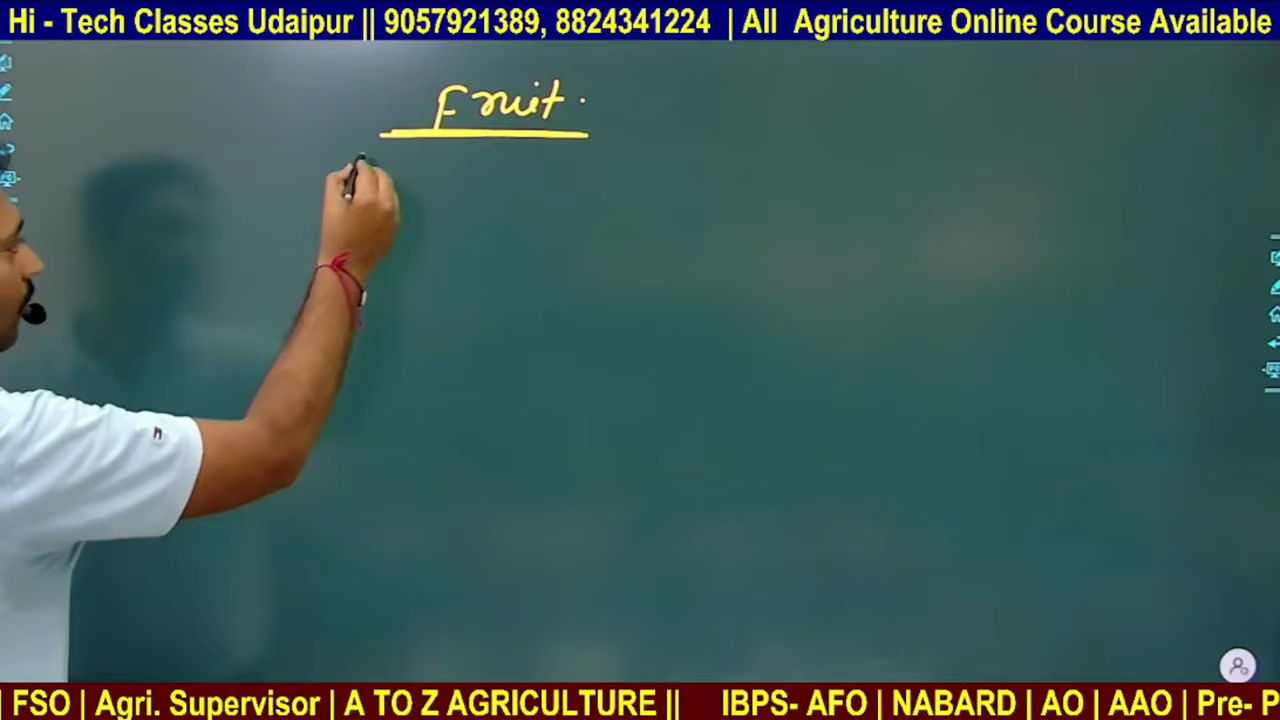 Hi - Tech Classes Udaipur || 9057921389, 8824341224 | All Agriculture Online Course Available
Fruit.
| FSO | Agri. Supervisor | A TO Z AGRICULTURE || IBPS- AFO | NABARD | AO | AAO | Pre- P